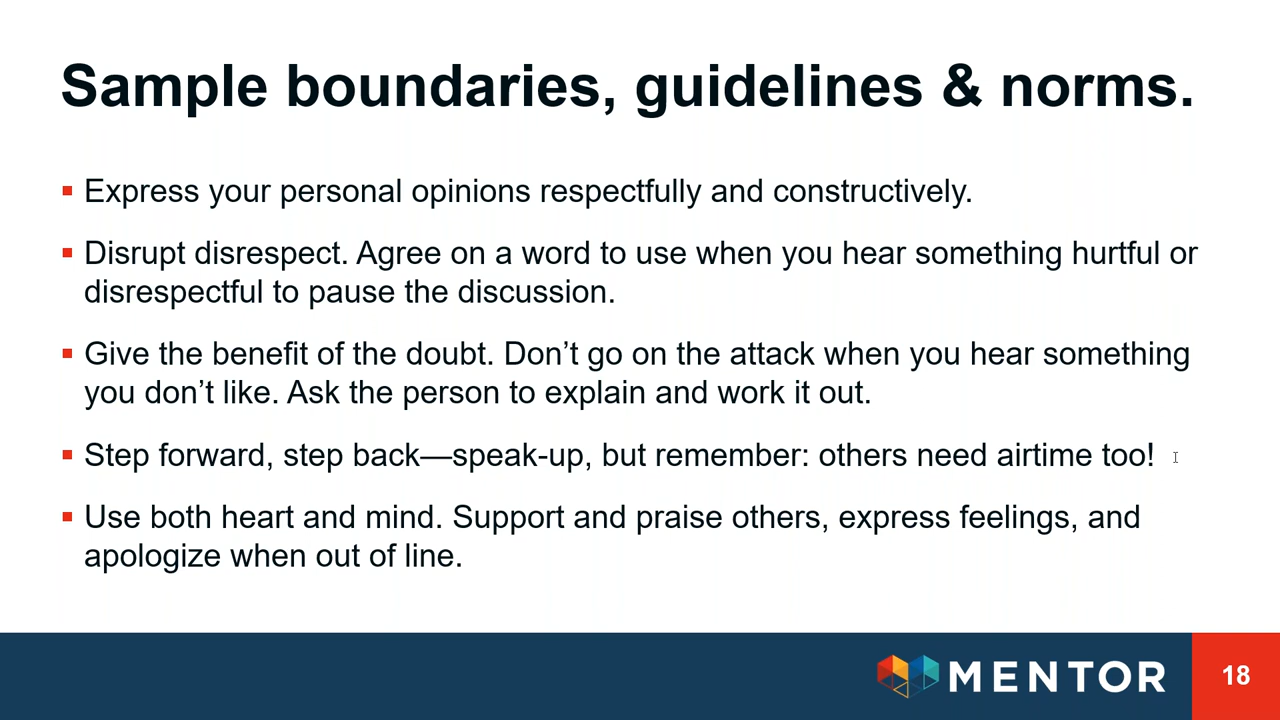 Sample boundaries, guidelines & norms.
Express your personal opinions respectfully and constructively.
Disrupt disrespect. Agree on a word to use when you hear something hurtful or
disrespectful to pause the discussion.
Give the benefit of the doubt. Don’t go on the attack when you hear something
you don’t like. Ask the person to explain and work it out.
Step forward, step back—speak-up, but remember: others need airtime too!
Use both heart and mind. Support and praise others, express feelings, and
apologize when out of line.
MENTOR
18